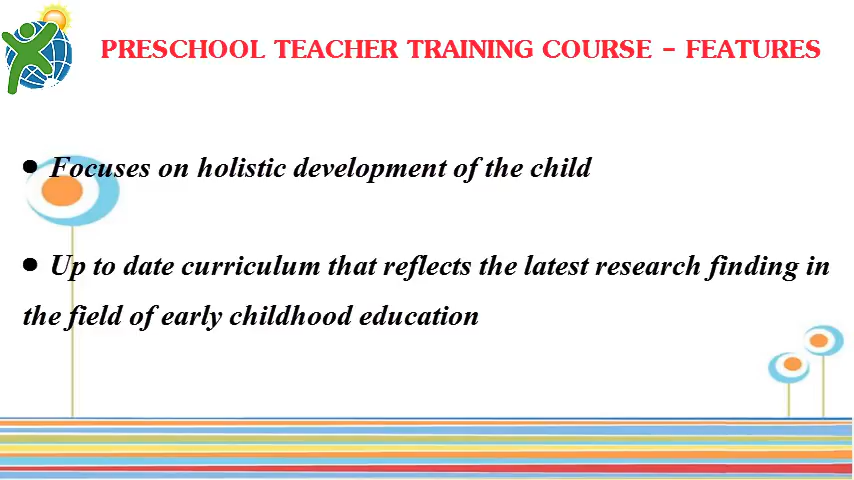 PRESCHOOL TEACHER TRAINING COURSE – FEATURES
• Focuses on holistic development of the child
• Up to date curriculum that reflects the latest research finding in
the field of early childhood education